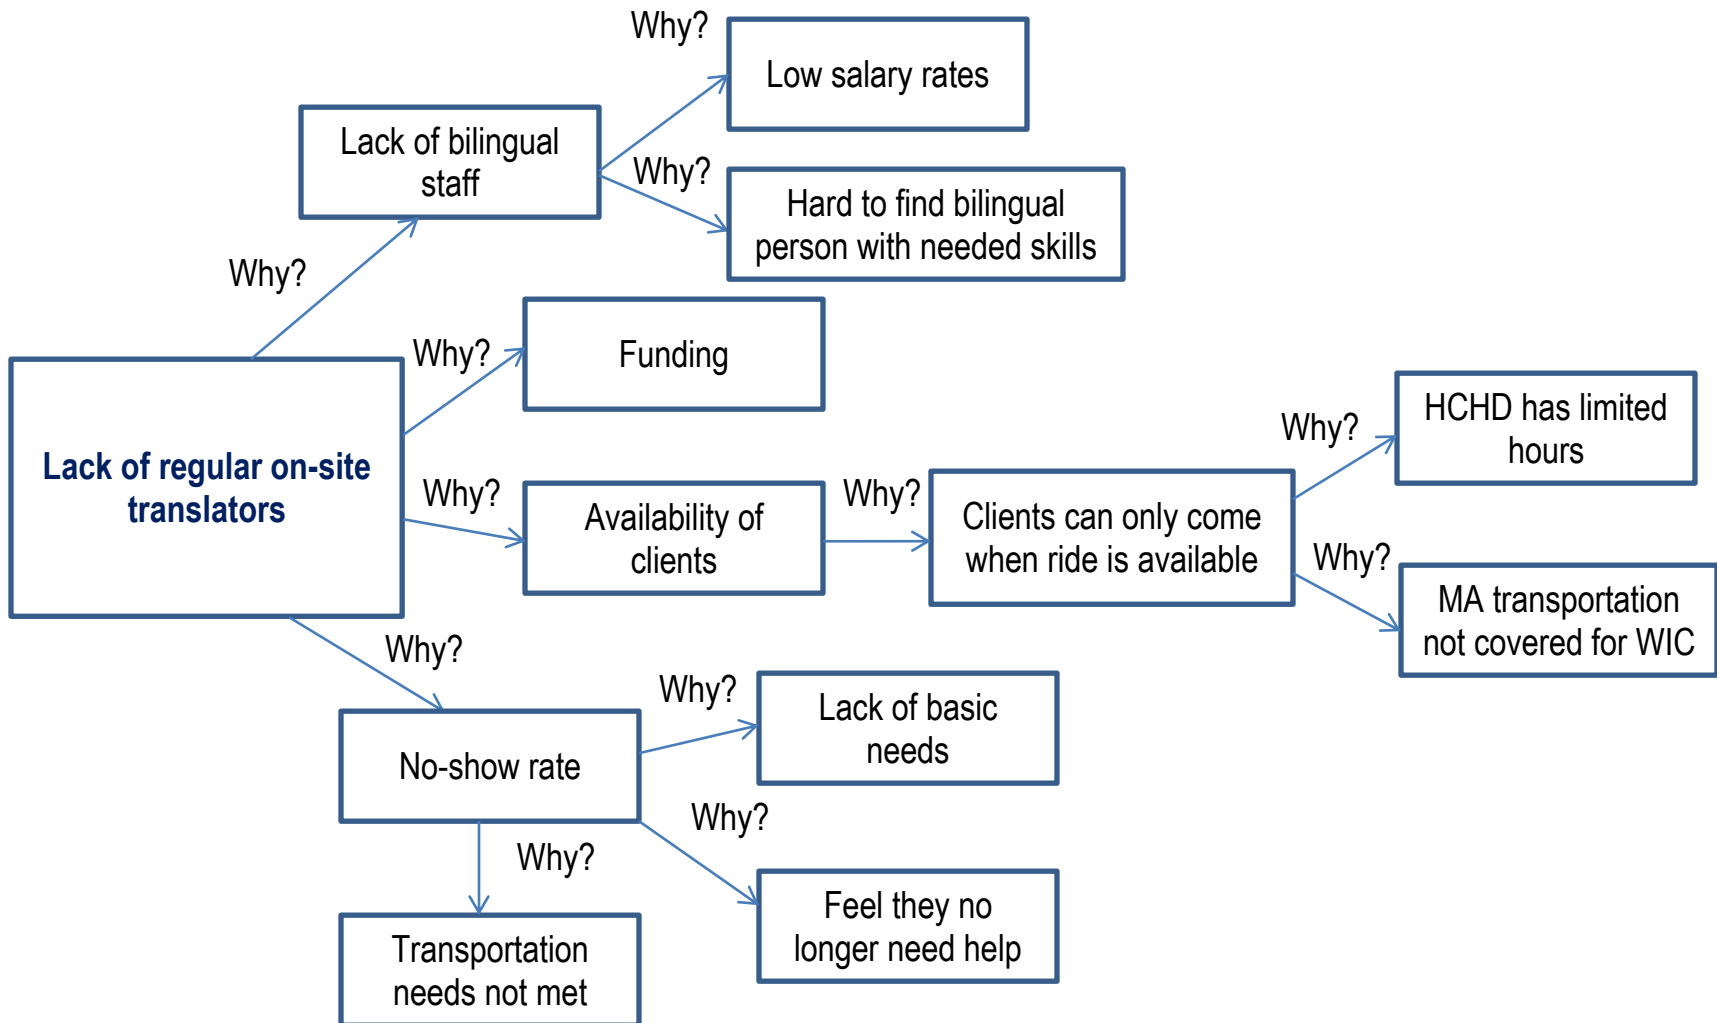 Why?
Low salary rates
Lack of bilingual
staff
Why?
Hard to find bilingual
person with needed skills
Why?
Why?
Funding
Lack of regular on-site
translators
Why?
Availability of
clients
Why?
Clients can only come
when ride is available
Why?
HCHD has limited
hours
Why?
MA transportation
not covered for WIC
Why?
No-show rate
Why?
Lack of basic
needs
Why?
Feel they no
longer need help
Why?
Transportation
needs not met